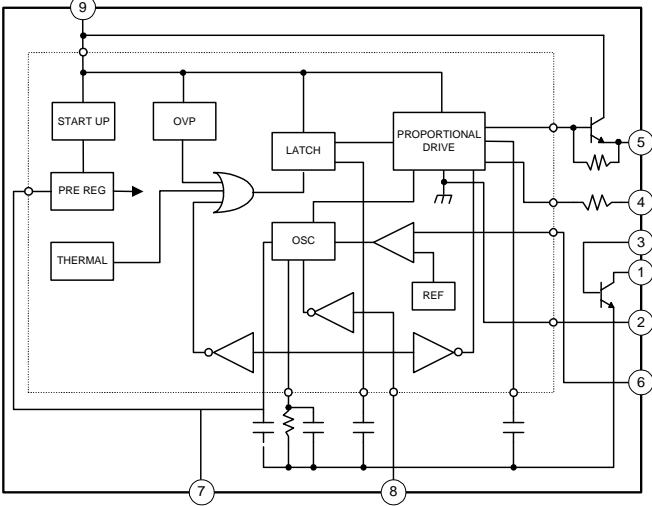 9
START UP
OVP
LATCH
PROPORTIONAL
DRIVE
5
PRE REG
4
THERMAL
OSC
REF
3
1
2
6
7
8